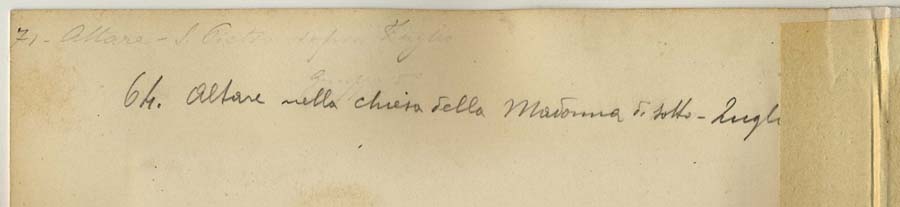 71 - Altare - S. Pietro sopra Zuglio
64. Altare nella chiesa della Madonna di sotto - Zugli